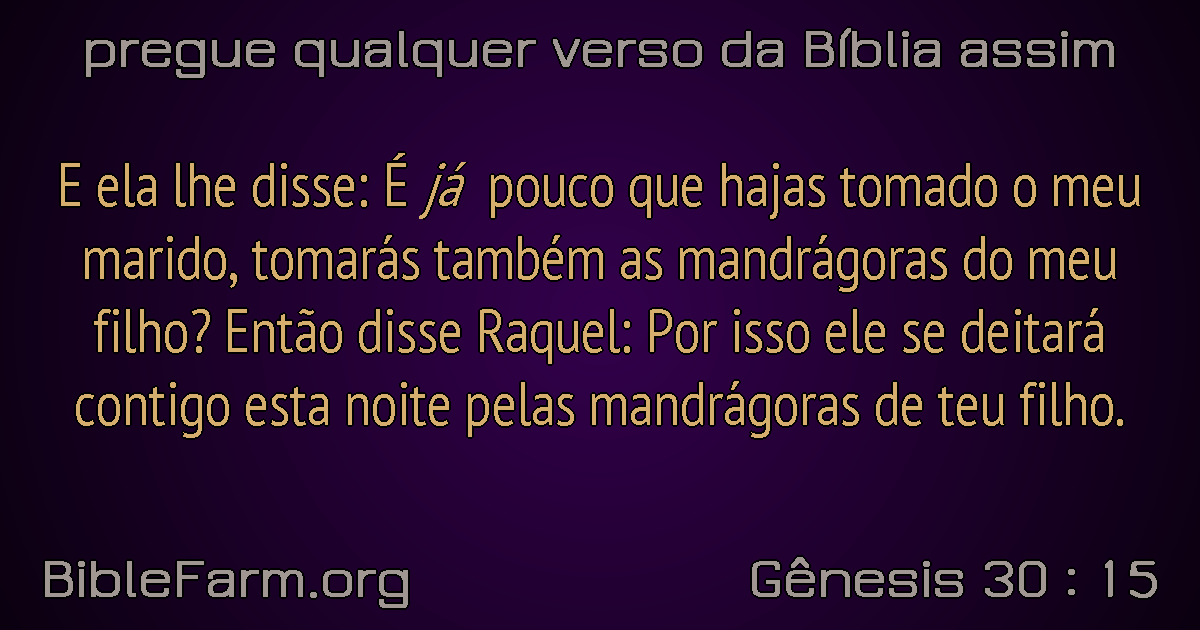 pregue qualquer verso da Bíblia assim
E ela lhe disse: É já pouco que hajas tomado o meu
marido, tomarás também as mandrágoras do meu
filho? Então disse Raquel: Por isso ele se deitará
contigo esta noite pelas mandrágoras de teu filho.
BibleFarm.org
Gênesis 30 : 15